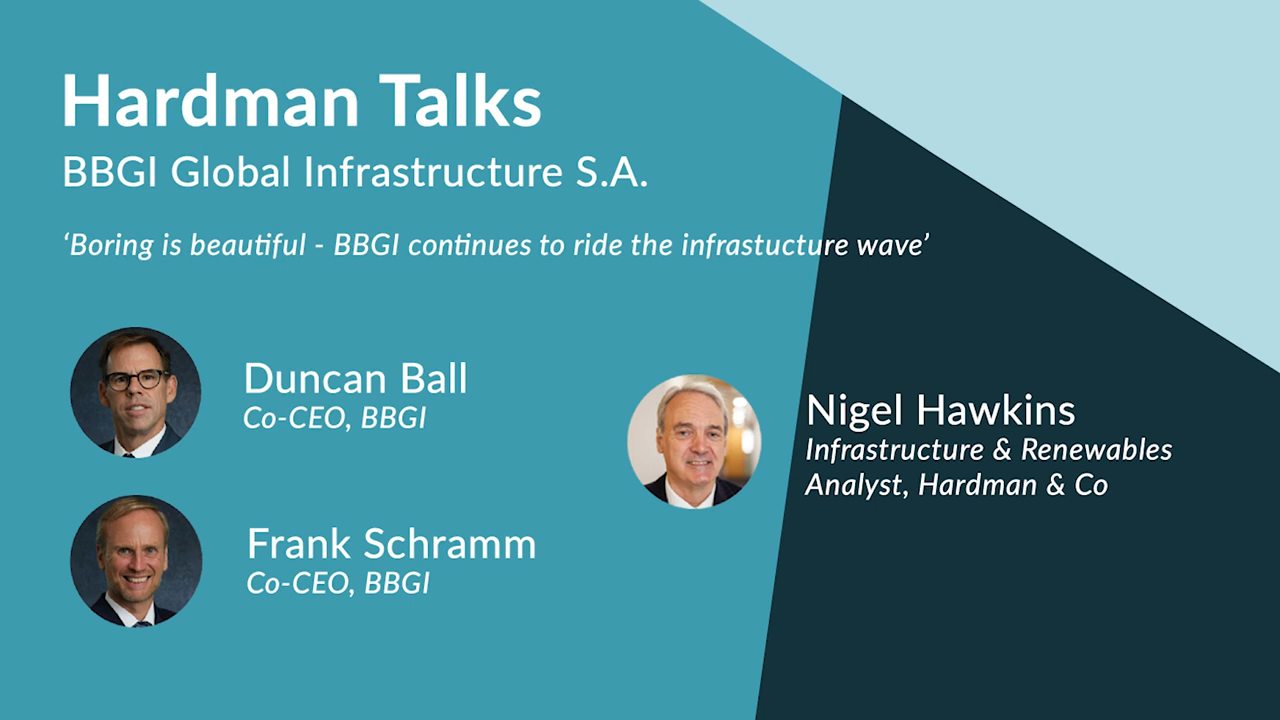 Hardman Talks
BBGI Global Infrastructure S.A.
‘Boring is beautiful - BBGI continues to ride the infrastucture wave’
Duncan Ball
Co-CEO, BBGI
Frank Schramm
Co-CEO, BBGI
Nigel Hawkins
Infrastructure & Renewables
Analyst, Hardman & Co